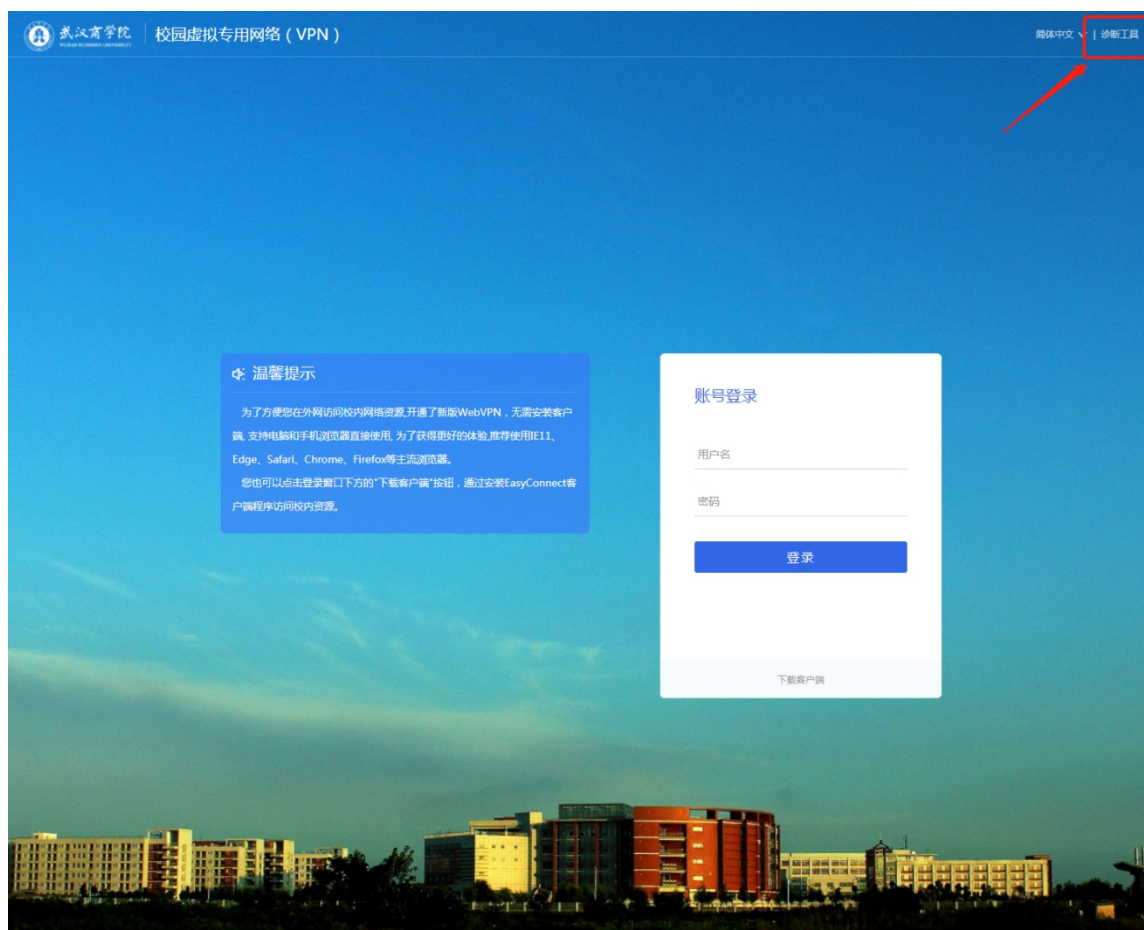 武汉商学院
WUHAN BUSINESS UNIVERSITY
校园虚拟专用网络(VPN)
简体中文 | 诊断工具
温馨提示
为了方便您在外网访问校内网络资源,开通了新版WebVPN,无需安装客户
端, 支持电脑和手机浏览器直接使用, 为了获得更好的体验,推荐使用IE11、
Edge、Safari、Chrome、Firefox等主流浏览器。
您也可以点击登录窗口下方的"下载客户端"按钮,通过安装EasyConnect客
户端程序访问校内资源。
账号登录
用户名
密码
登录
下载客户端